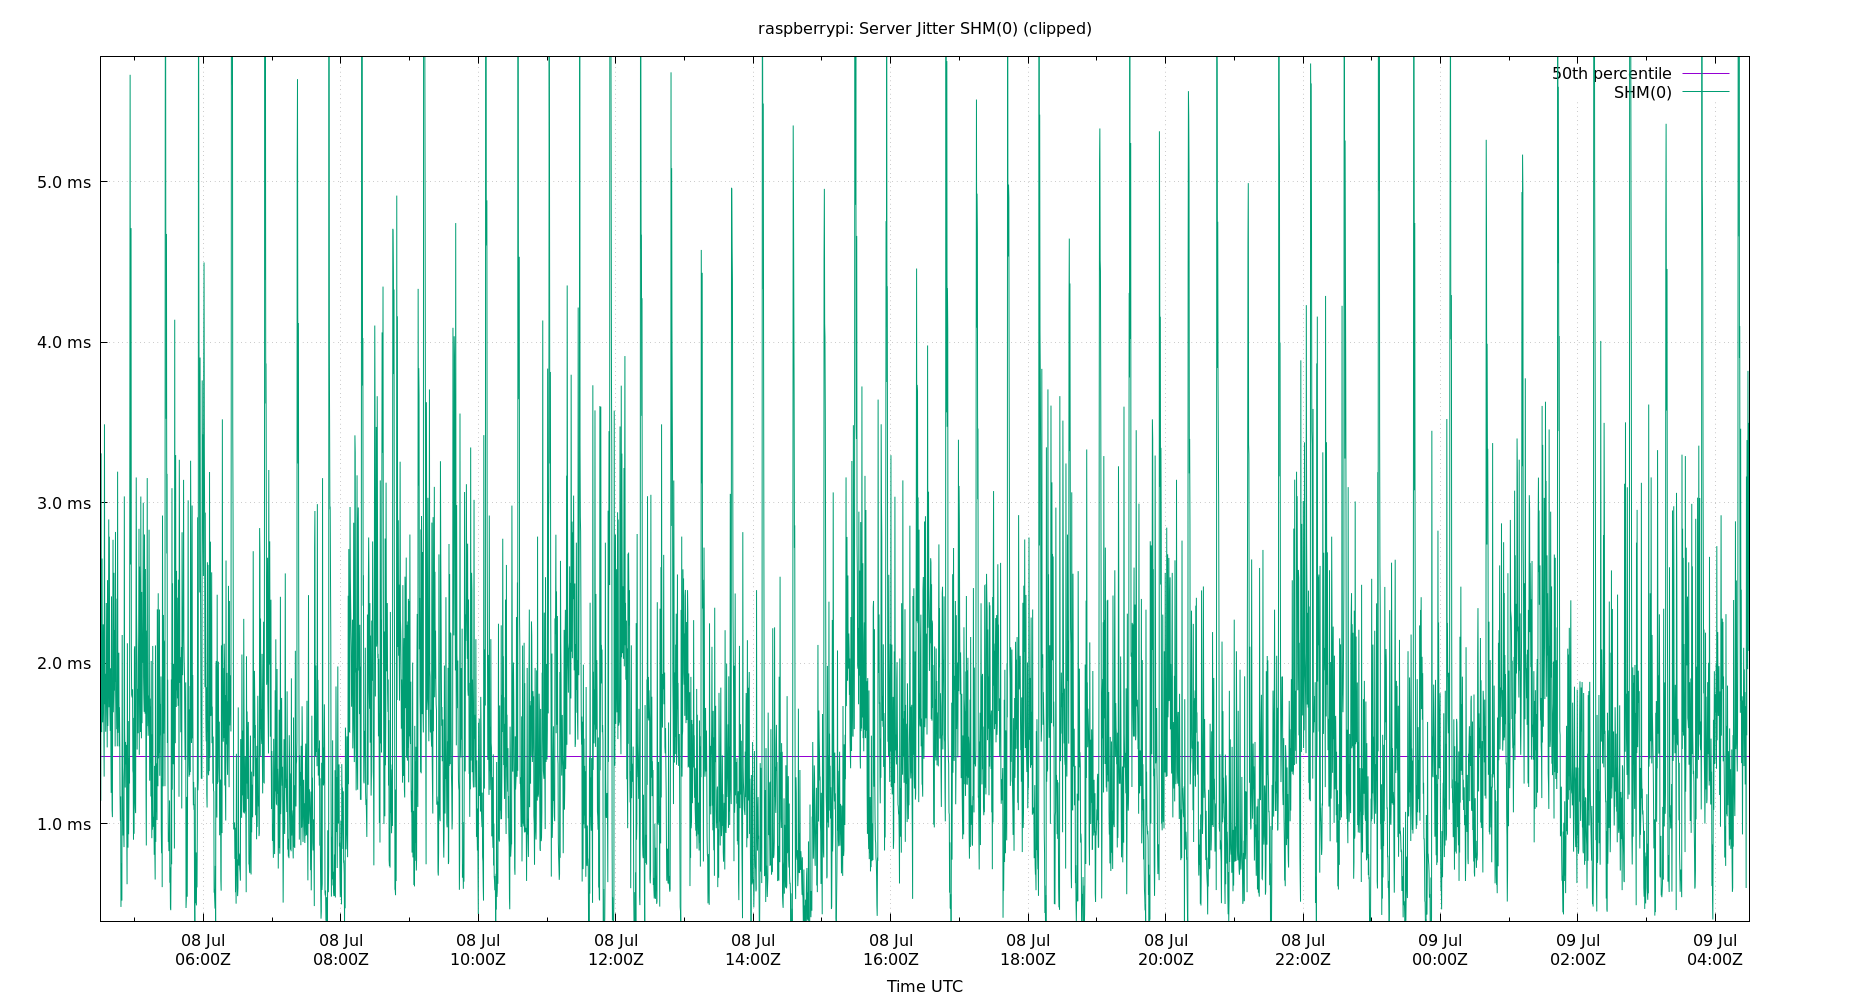 raspberrypi: Server Jitter SHM(0) (clipped)
50th percentile
SHM(0)
5.0 ms
4.0 ms
3.0 ms
2.0 ms
1.0 ms
08 Jul 08 Jul 08 Jul 08 Jul 08 Jul 08 Jul 08 Jul 08 Jul 08 Jul 09 Jul 09 Jul 09 Jul
06:00Z 08:00Z 10:00Z 12:00Z 14:00Z 16:00Z 18:00Z 20:00Z 22:00Z 00:00Z 02:00Z 04:00Z
Time UTC